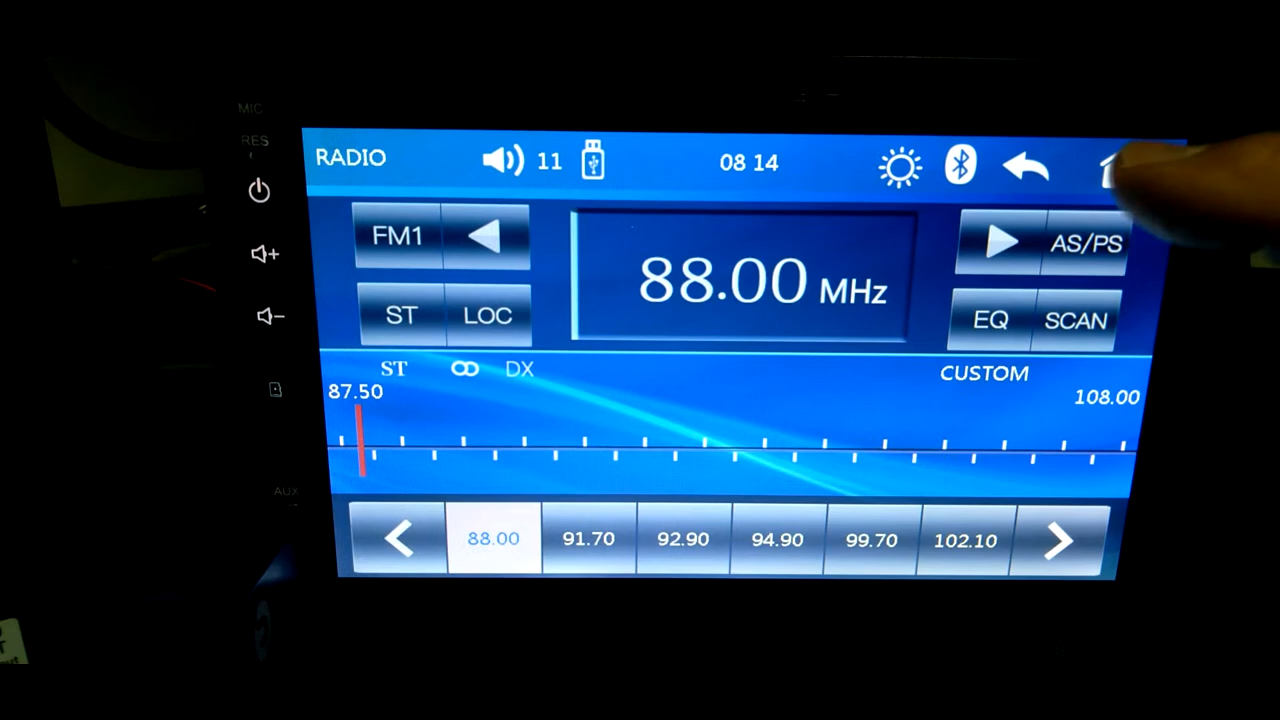 MIC
RES
RADIO 11 08 14
FM1 AS/PS
88.00 MHz
ST LOC EQ SCAN
ST DX CUSTOM
87.50 108.00
AUX
88.00 91.70 92.90 94.90 99.70 102.10